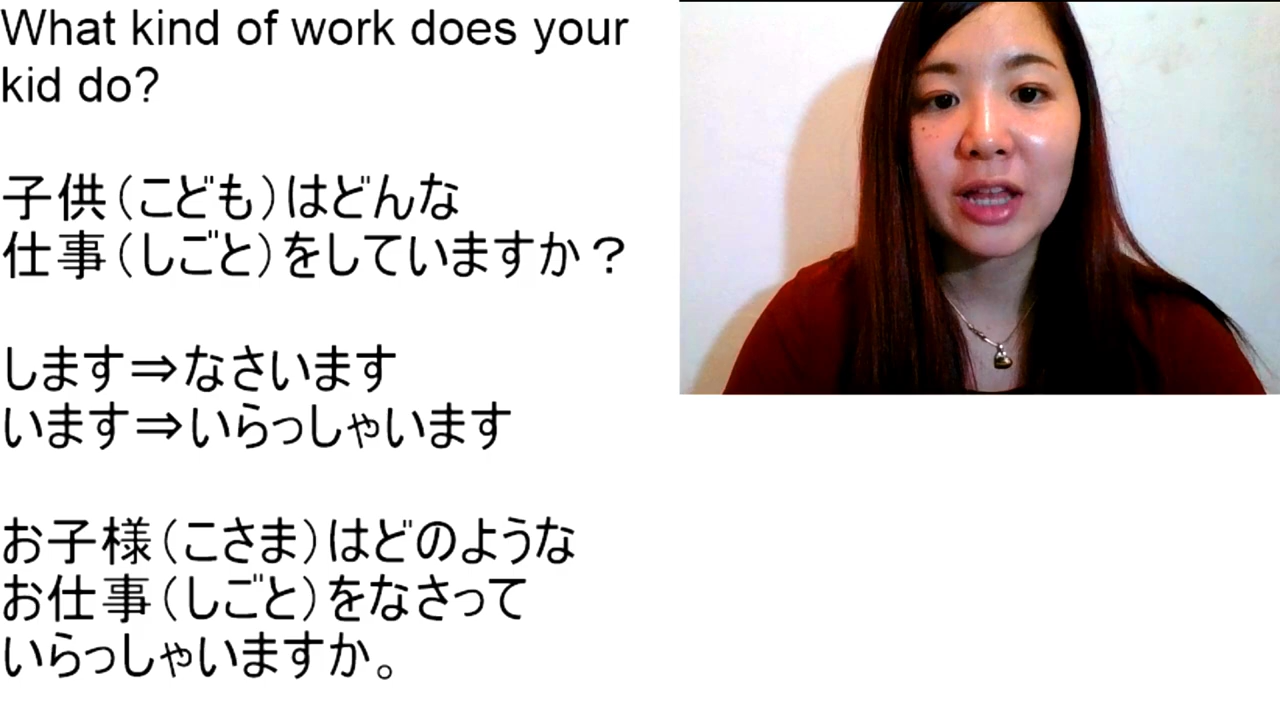 What kind of work does your
kid do?
子供（こども）はどんな
仕事（しごと）をしていますか？
します⇒なさいます
います⇒いらっしゃいます
お子様（こさま）はどのような
お仕事（しごと）をなさって
いらっしゃいますか。